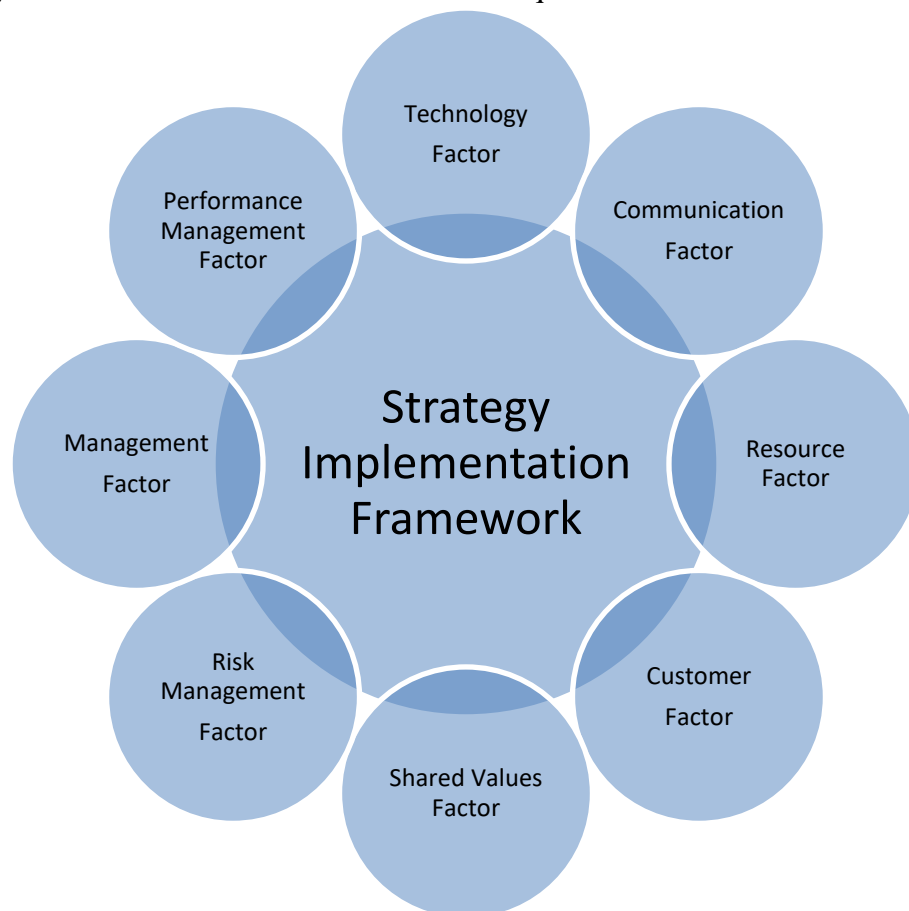 Technology
Factor
Performance
Management
Factor
Communication
Factor
Strategy
Implementation
Framework
Management
Factor
Resource
Factor
Risk
Management
Factor
Customer
Factor
Shared Values
Factor